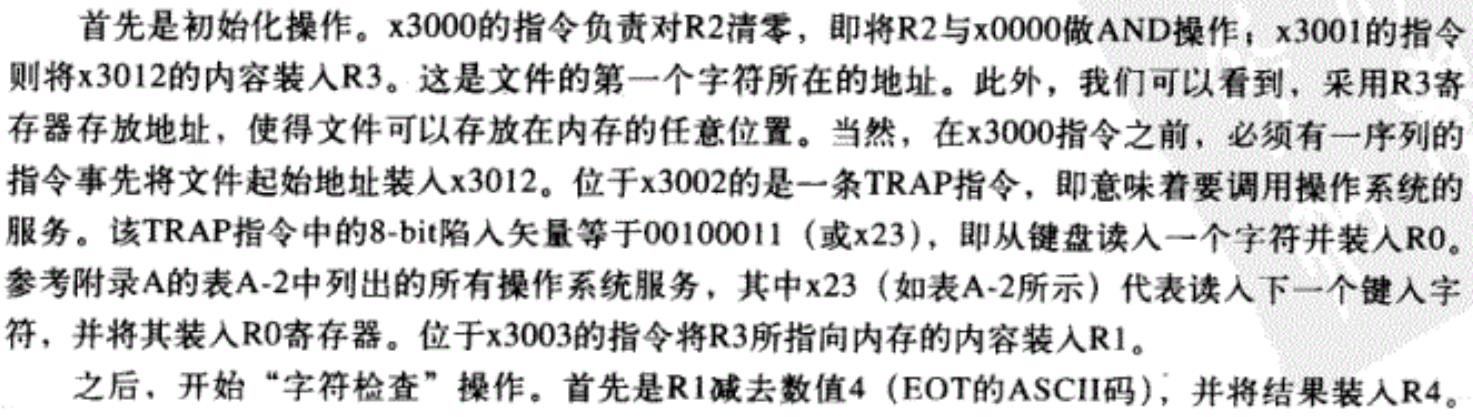 首先是初始化操作。x3000的指令负责对R2清零，即将R2与x0000做AND操作；x3001的指令
则将x3012的内容装入R3。这是文件的第一个字符所在的地址。此外，我们可以看到，采用R3寄
存器存放地址，使得文件可以存放在内存的任意位置。当然，在x3000指令之前，必须有一序列的
指令事先将文件起始地址装入x3012。位于x3002的是一条TRAP指令，即意味着要调用操作系统的
服务。该TRAP指令中的8-bit陷入矢量等于00100011（或x23），即从键盘读入一个字符并装入R0。
参考附录A的表A-2中列出的所有操作系统服务，其中x23（如表A-2所示）代表读入下一个键入字
符，并将其装入R0寄存器。位于x3003的指令将R3所指向内存的内容装入R1。
之后，开始“字符检查”操作。首先是R1减去数值4（EOT的ASCII码），并将结果装入R4。